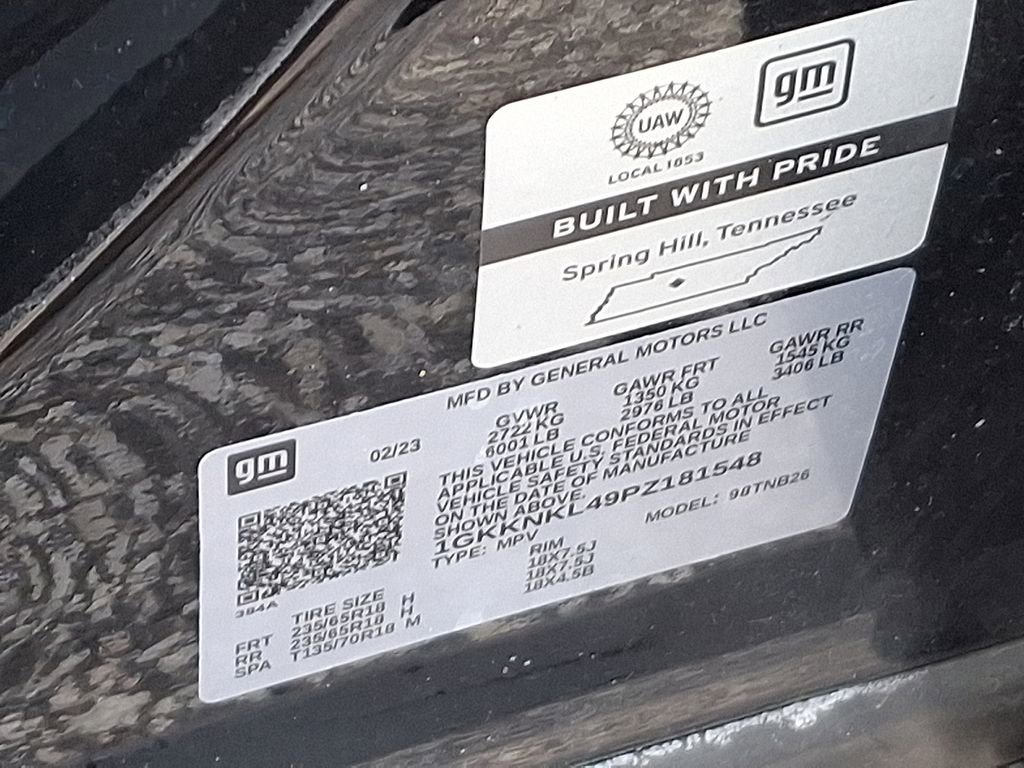 UAW
LOCAL 1853
gm
BUILT WITH PRIDE
Spring Hill, Tennessee
gm
02/23
MFD BY GENERAL MOTORS LLC
GVWR GAWR FRT GAWR RR
2722 KG 1350 KG 1545 KG
6001 LB 2976 LB 3406 LB
THIS VEHICLE CONFORMS TO ALL
APPLICABLE U.S. FEDERAL MOTOR
VEHICLE SAFETY STANDARDS IN EFFECT
ON THE DATE OF MANUFACTURE
SHOWN ABOVE.
1GKKNKL49PZ181548
TYPE: MPV MODEL: 98TNB26
384A
TIRE SIZE RIM
FRT 235/65R18 H 18X7.5J
RR 235/65R18 H 18X7.5J
SPA T135/70R18 M 18X4.5B